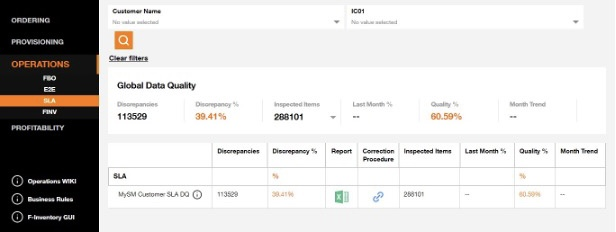 ORDERING
PROVISIONING
OPERATIONS
FBO
E2E
SLA
FINV
PROFITABILITY
Operations WIKI
Business Rules
F-Inventory GUI
Customer Name
No value selected
IC01
No value selected
Clear filters
Global Data Quality
Discrepancies Discrepancy % Inspected Items Last Month % Quality % Month Trend
113529 39.41% 288101 -- 60.59% --
Discrepancies Discrepancy % Report Correction Procedure Inspected Items Last Month % Quality % Month Trend
SLA % %
MySM Customer SLA DQ 113529 39.41% 288101 -- 60.59% --